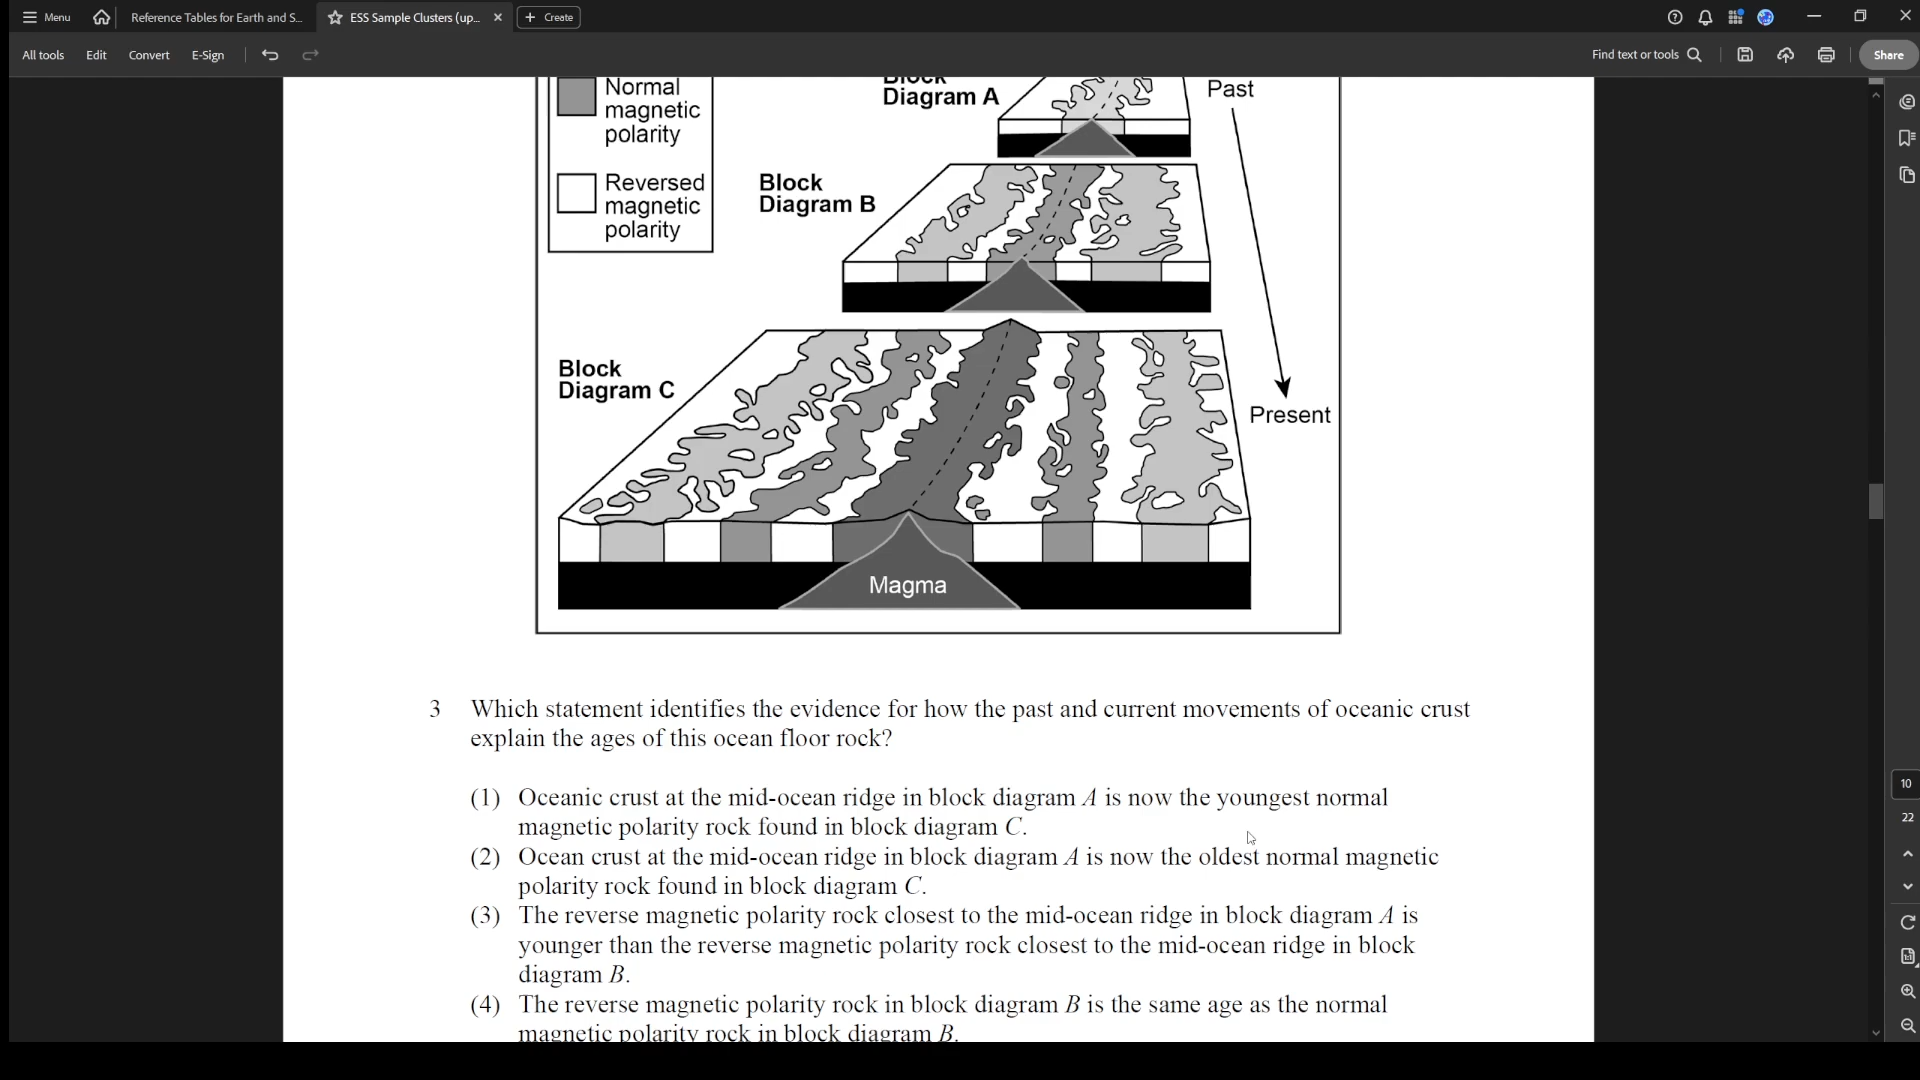 Menu
Reference Tables for Earth and S...
ESS Sample Clusters (up...
Create
All tools
Edit
Convert
E-Sign
Find text or tools
Share
Normal
magnetic
polarity
Reversed
magnetic
polarity
Block
Diagram A
Past
Block
Diagram B
Block
Diagram C
Present
Magma
3 Which statement identifies the evidence for how the past and current movements of oceanic crust
explain the ages of this ocean floor rock?
(1) Oceanic crust at the mid-ocean ridge in block diagram A is now the youngest normal
magnetic polarity rock found in block diagram C.
(2) Ocean crust at the mid-ocean ridge in block diagram A is now the oldest normal magnetic
polarity rock found in block diagram C.
(3) The reverse magnetic polarity rock closest to the mid-ocean ridge in block diagram A is
younger than the reverse magnetic polarity rock closest to the mid-ocean ridge in block
diagram B.
(4) The reverse magnetic polarity rock in block diagram B is the same age as the normal
magnetic polarity rock in block diagram B.
10
22